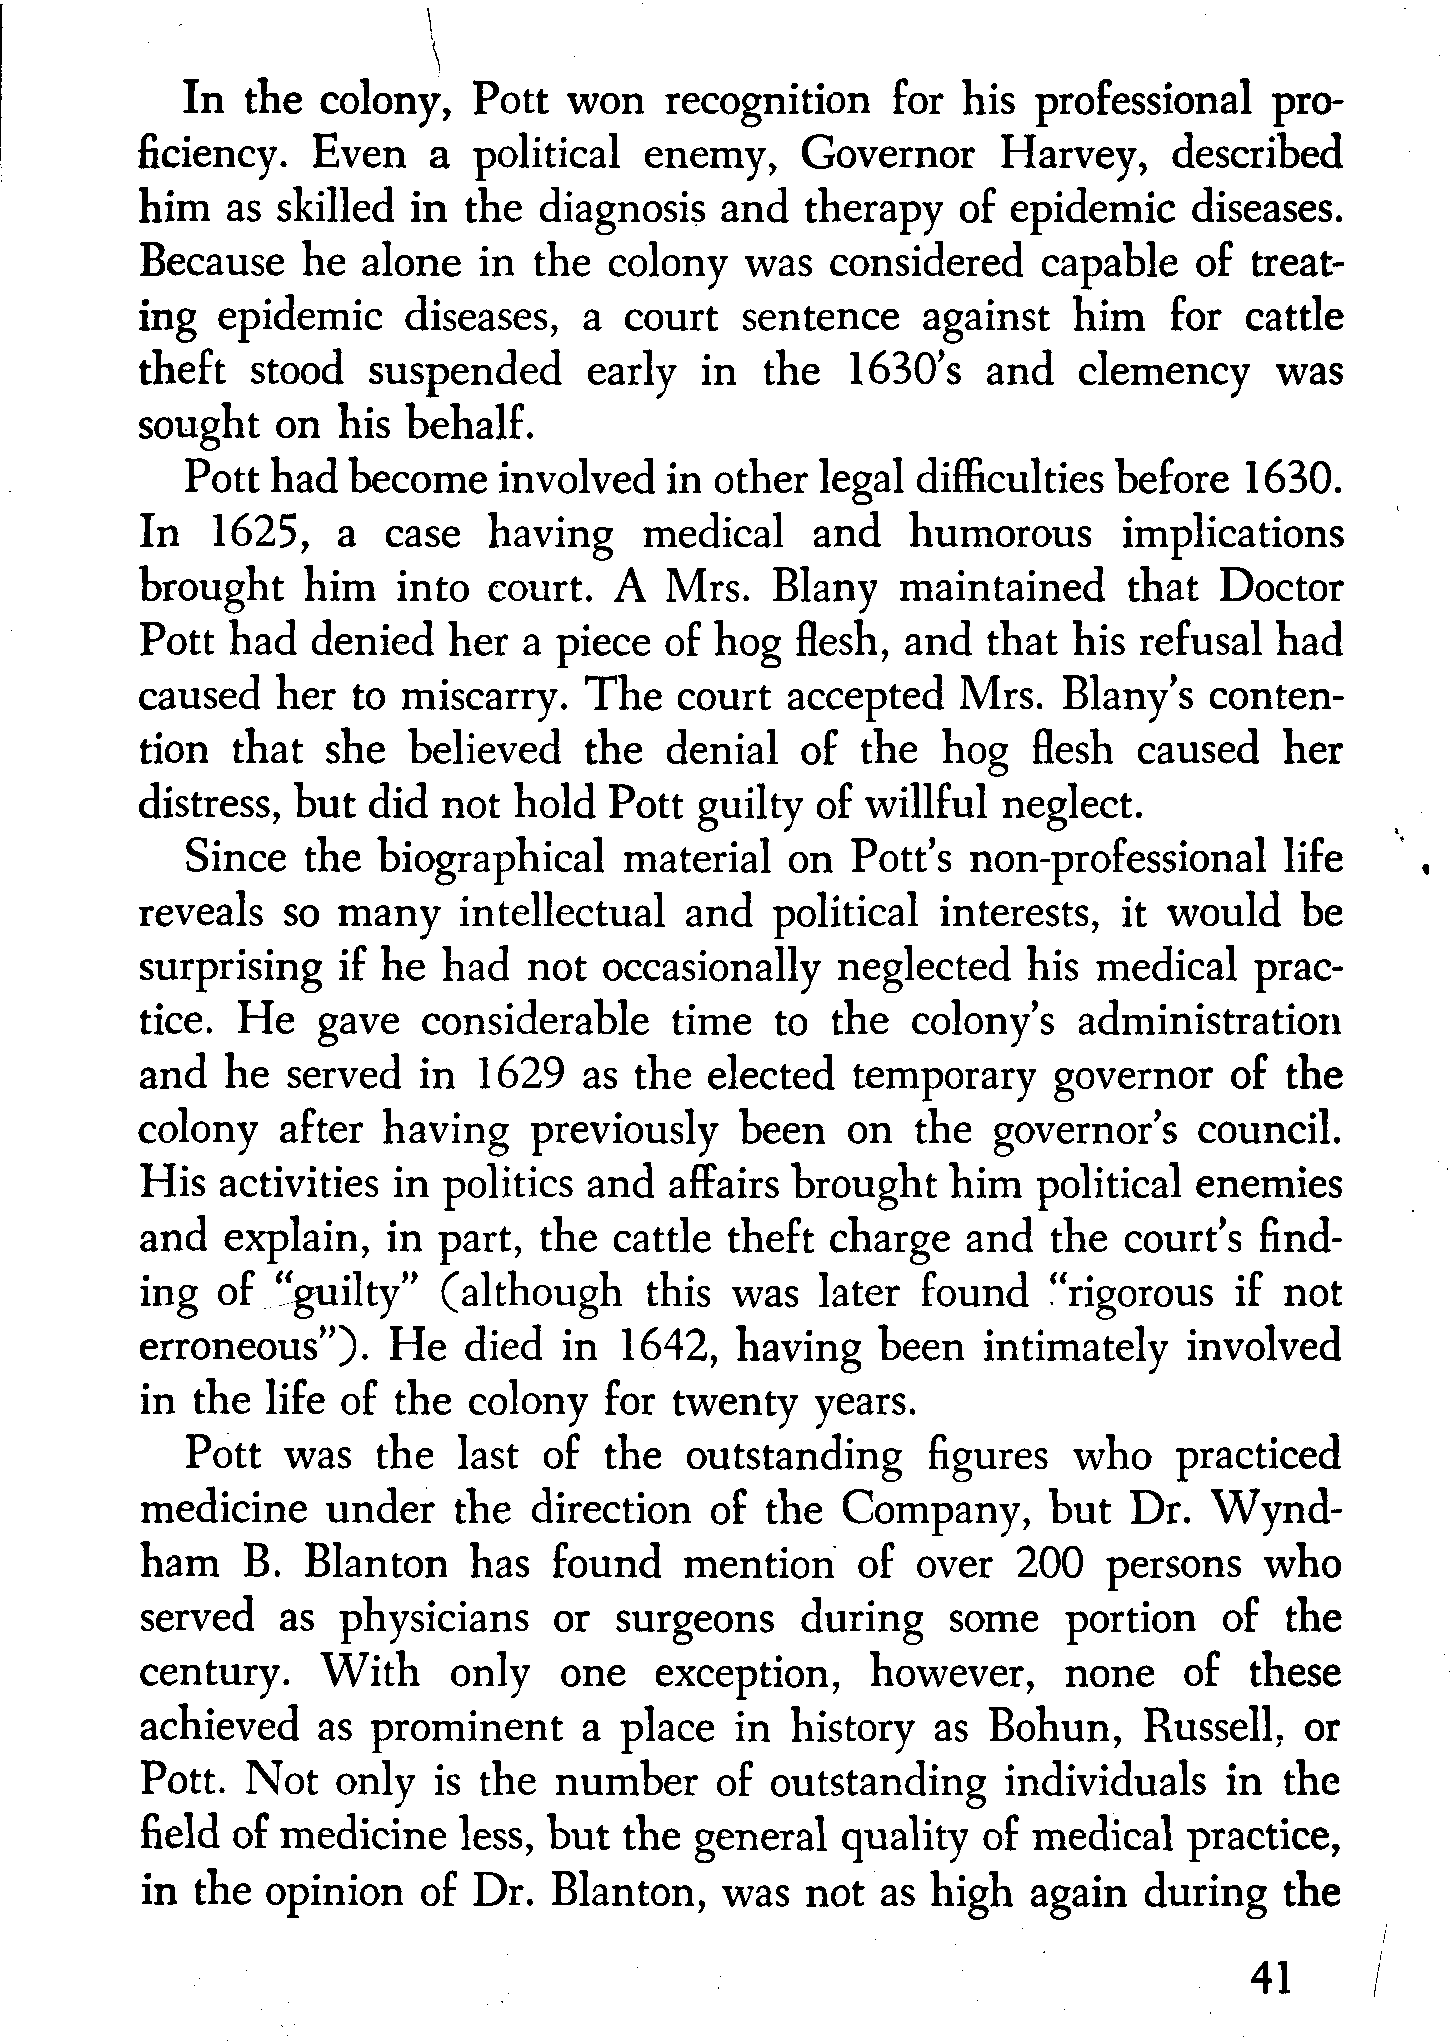 In the colony, Pott won recognition for his professional pro-
ficiency. Even a political enemy, Governor Harvey, described
him as skilled in the diagnosis and therapy of epidemic diseases.
Because he alone in the colony was considered capable of treat-
ing epidemic diseases, a court sentence against him for cattle
theft stood suspended early in the 1630's and clemency was
sought on his behalf.
Pott had become involved in other legal difficulties before 1630.
In 1625, a case having medical and humorous implications
brought him into court. A Mrs. Blany maintained that Doctor
Pott had denied her a piece of hog flesh, and that his refusal had
caused her to miscarry. The court accepted Mrs. Blany's conten-
tion that she believed the denial of the hog flesh caused her
distress, but did not hold Pott guilty of willful neglect.
Since the biographical material on Pott's non-professional life
reveals so many intellectual and political interests, it would be
surprising if he had not occasionally neglected his medical prac-
tice. He gave considerable time to the colony's administration
and he served in 1629 as the elected temporary governor of the
colony after having previously been on the governor's council.
His activities in politics and affairs brought him political enemies
and explain, in part, the cattle theft charge and the court's find-
ing of "guilty" (although this was later found "rigorous if not
erroneous"). He died in 1642, having been intimately involved
in the life of the colony for twenty years.
Pott was the last of the outstanding figures who practiced
medicine under the direction of the Company, but Dr. Wynd-
ham B. Blanton has found mention of over 200 persons who
served as physicians or surgeons during some portion of the
century. With only one exception, however, none of these
achieved as prominent a place in history as Bohun, Russell, or
Pott. Not only is the number of outstanding individuals in the
field of medicine less, but the general quality of medical practice,
in the opinion of Dr. Blanton, was not as high again during the
41